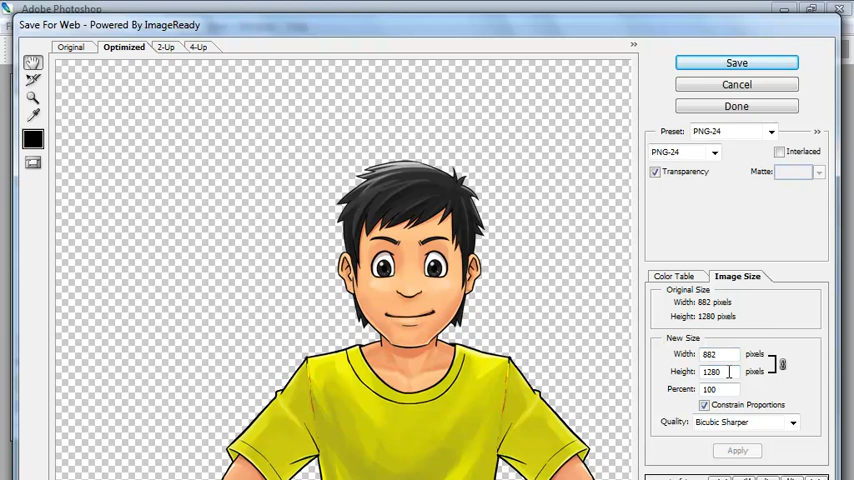 Adobe Photoshop
Save For Web - Powered By ImageReady
Original Optimized 2-Up 4-Up
Save
Cancel
Done
Preset: PNG-24
PNG-24 Interlaced
Transparency Matte:
Color Table Image Size
Original Size
Width: 882 pixels
Height: 1280 pixels
New Size
Width: 882 pixels
Height: 1280 pixels
Percent: 100
Constrain Proportions
Quality: Bicubic Sharper
Apply